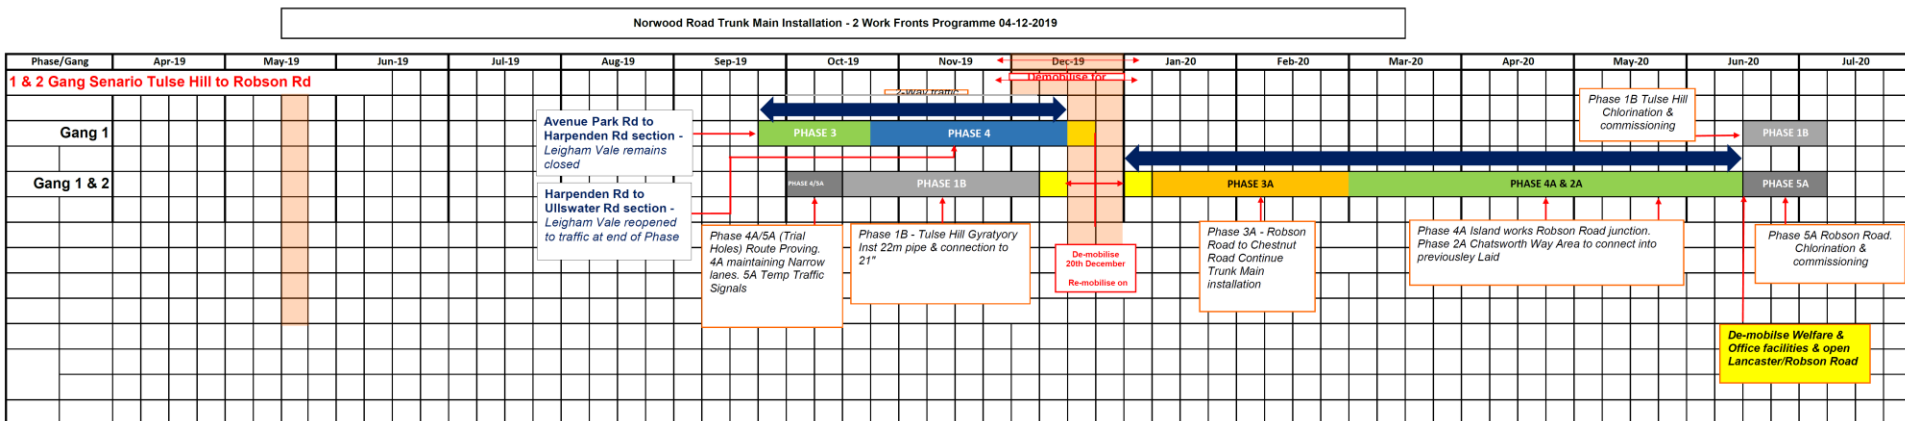 Norwood Road Trunk Main Installation - 2 Work Fronts Programme 04-12-2019
Phase/Gang Apr-19 May-19 Jun-19 Jul-19 Aug-19 Sep-19 Oct-19 Nov-19 Dec-19 Jan-20 Feb-20 Mar-20 Apr-20 May-20 Jun-20 Jul-20
1 & 2 Gang Senario Tulse Hill to Robson Rd
Demobilise for
2-way traffic
Phase 1B Tulse Hill
Chlorination &
commissioning
Avenue Park Rd to
Harpenden Rd section -
Leigham Vale remains
closed
Gang 1
PHASE 3
PHASE 4
PHASE 1B
Gang 1 & 2
PHASE 4/5A
PHASE 1B
PHASE 3A
PHASE 4A & 2A
PHASE 5A
Harpenden Rd to
Ullswater Rd section -
Leigham Vale reopened
to traffic at end of Phase
Phase 4A/5A (Trial
Holes) Route Proving.
4A maintaining Narrow
lanes. 5A Temp Traffic
Signals
Phase 1B - Tulse Hill Gyratyory
Inst 22m pipe & connection to
21"
De-mobilise
20th December
Re-mobilise on
Phase 3A - Robson
Road to Chestnut
Road Continue
Trunk Main
installation
Phase 4A Island works Robson Road junction.
Phase 2A Chatsworth Way Area to connect into
previousley Laid
Phase 5A Robson Road.
Chlorination &
commissioning
De-mobilse Welfare &
Office facilities & open
Lancaster/Robson Road